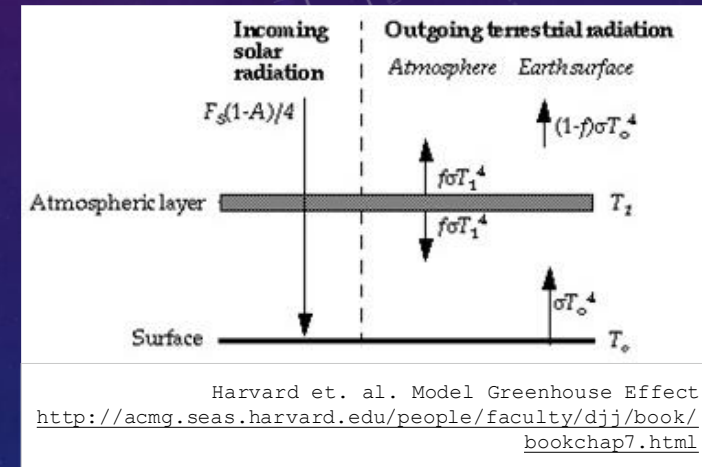 Incoming
solar
radiation
Outgoing terrestrial radiation
Atmosphere Earth surface
F_S(1-A)/4
(1-f)σT_o^4
fσT_1^4
Atmospheric layer
T_1
fσT_1^4
σT_o^4
Surface
T_o
Harvard et. al. Model Greenhouse Effect
http://acmg.seas.harvard.edu/people/faculty/djj/book/
bookchap7.html